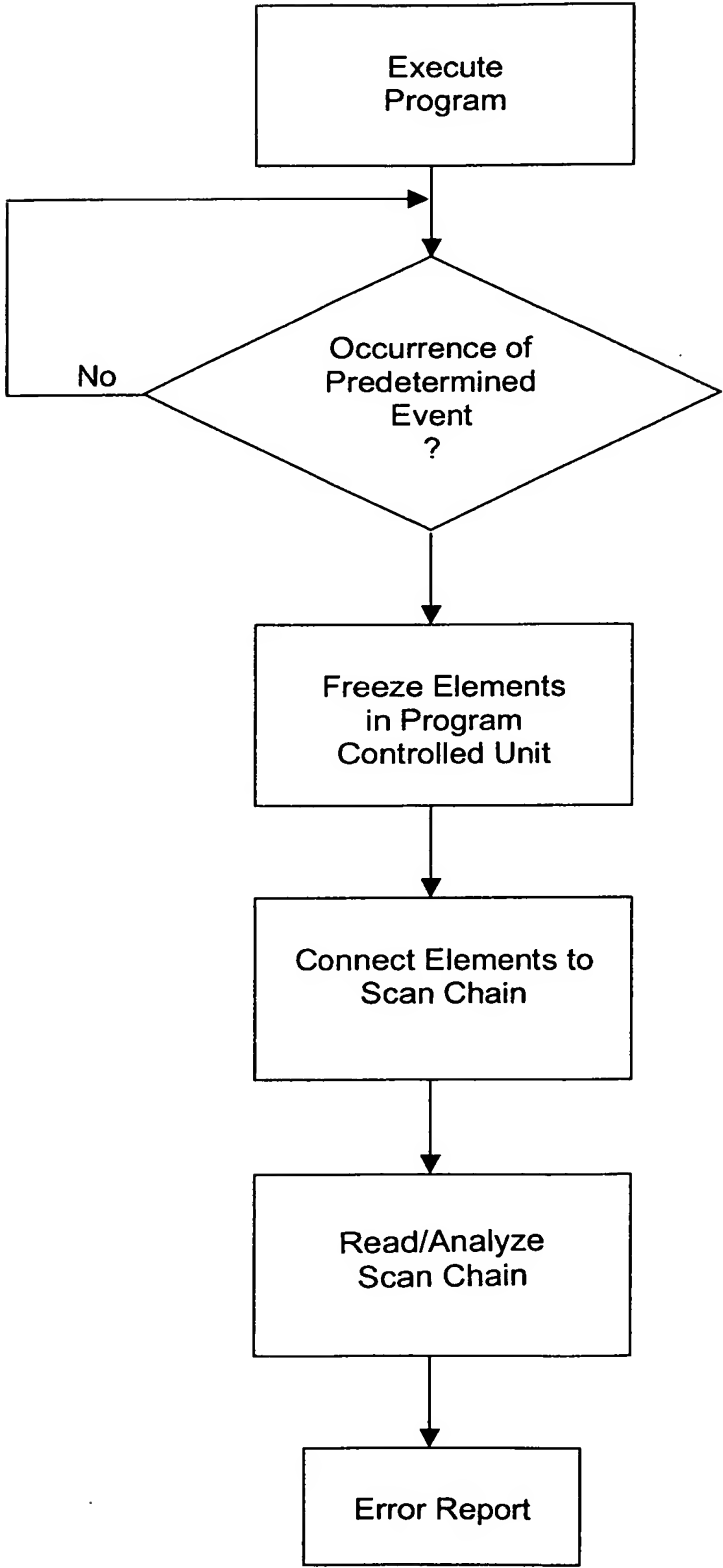 Execute
Program
Occurrence of
Predetermined
Event
?
No
Freeze Elements
in Program
Controlled Unit
Connect Elements to
Scan Chain
Read/Analyze
Scan Chain
Error Report